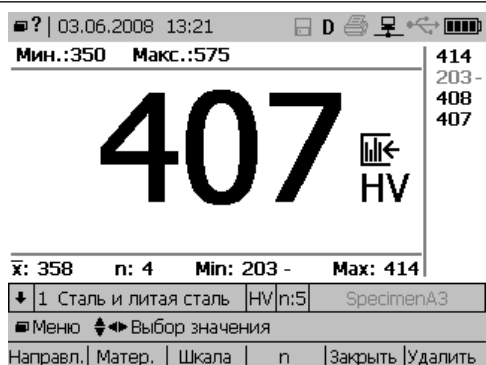 ? 03.06.2008 13:21 D
Мин.:350 Макс.:575
414
203 -
408
407
407
HV
x̅: 358 n: 4 Min: 203 - Max: 414
1 Сталь и литая сталь HV n:5 SpecimenA3
Меню Выбор значения
Направл. Матер. Шкала n Закрыть Удалить